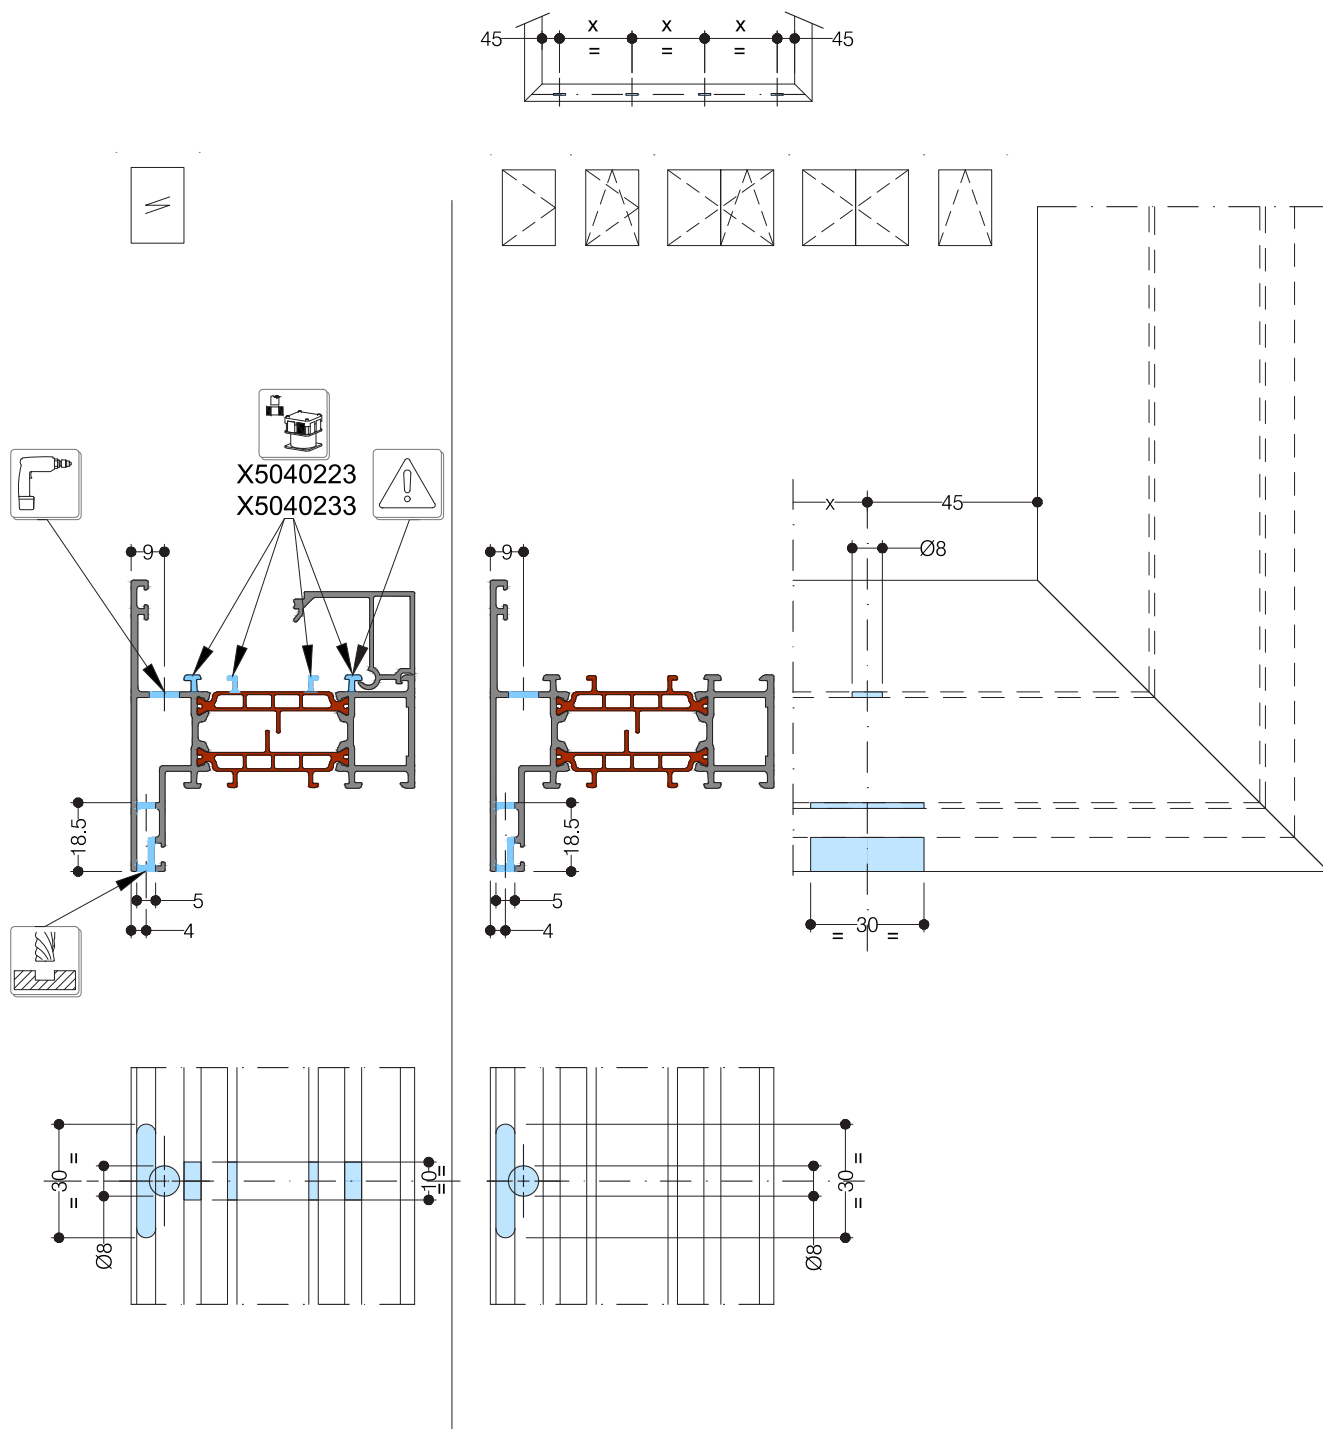 x x x
45 45
= = =
X5040223
X5040233
x 45
Ø8
9 9
18.5 18.5
5 5
4 4
30
= =
30 = =
Ø8
10 = =
30 = =
Ø8